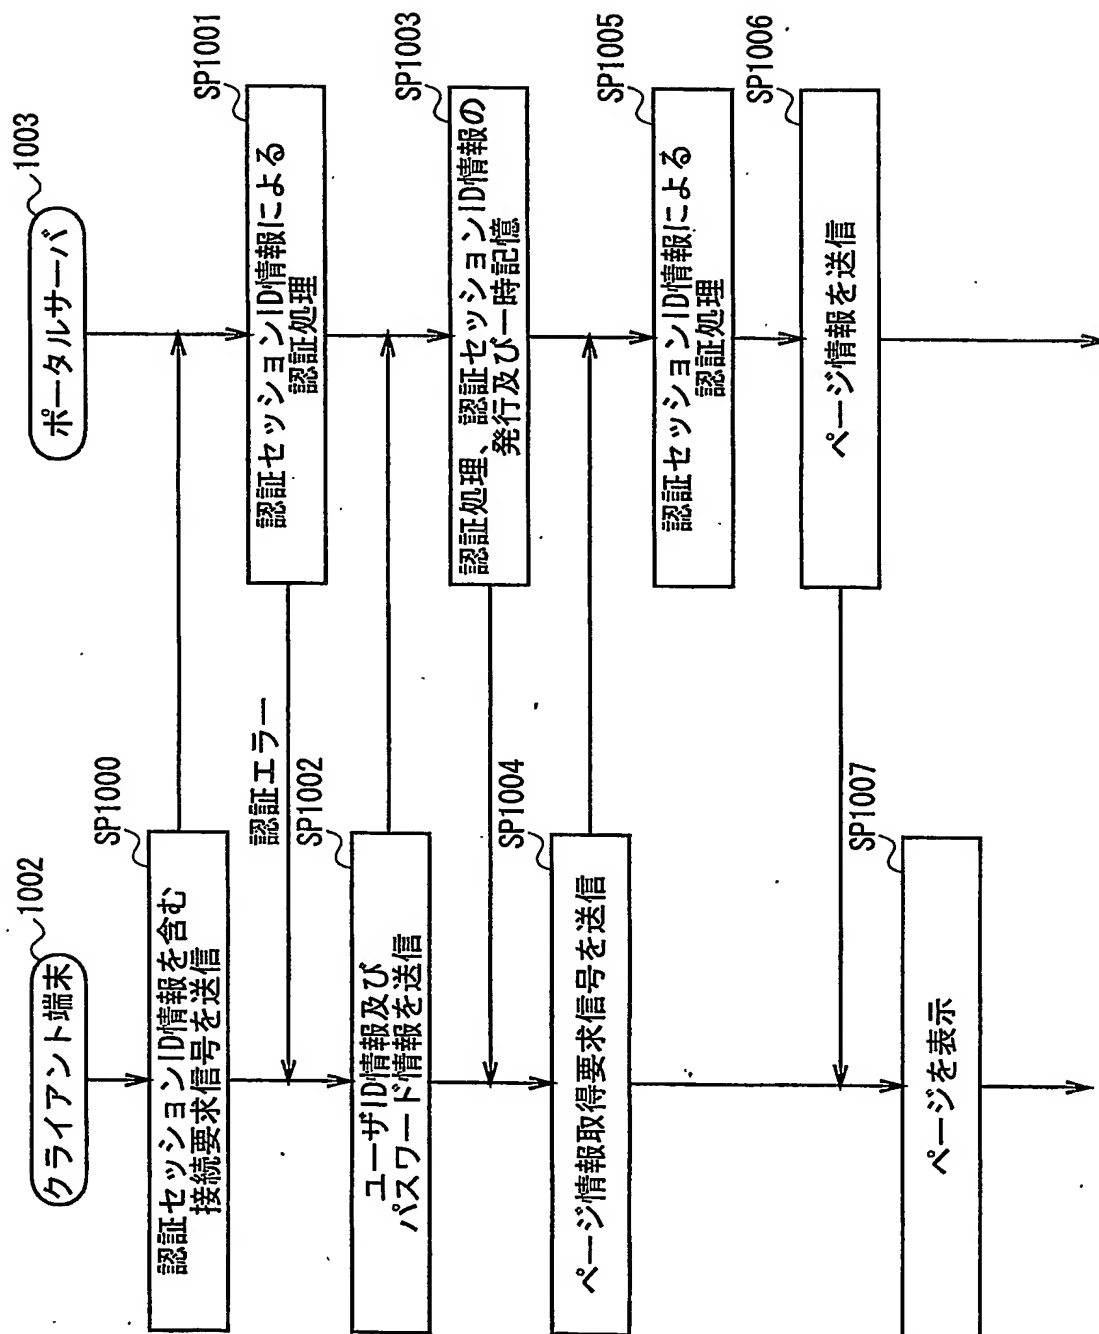 クライアント端末
1002
ポータルサーバ
1003
SP1000
認証セッションID情報を含む
接続要求信号を送信
SP1001
認証セッションID情報による
認証処理
認証エラー
SP1002
ユーザID情報及び
パスワード情報を送信
SP1003
認証処理、認証セッションID情報の
発行及び一時記憶
SP1004
ページ情報取得要求信号を送信
SP1005
認証セッションID情報による
認証処理
SP1006
ページ情報を送信
SP1007
ページを表示